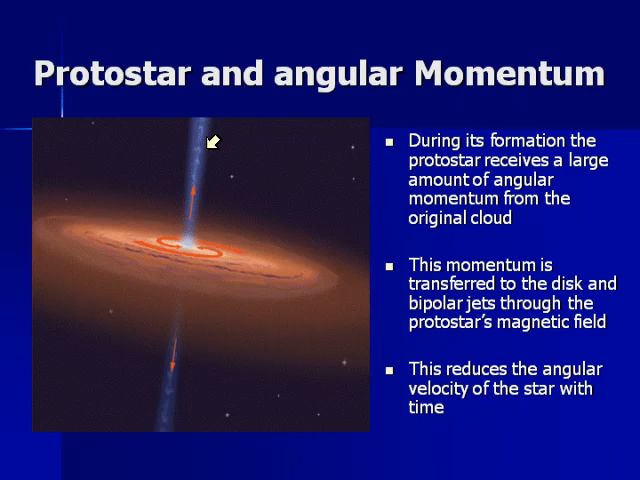 Protostar and angular Momentum
During its formation the
protostar receives a large
amount of angular
momentum from the
original cloud
This momentum is
transferred to the disk and
bipolar jets through the
protostar's magnetic field
This reduces the angular
velocity of the star with
time